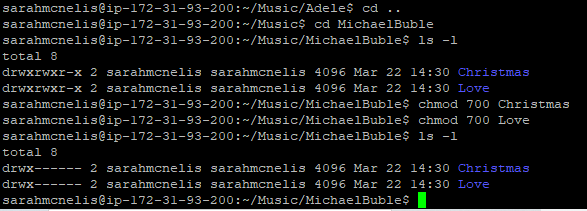 sarahmcnelis@ip-172-31-93-200:~/Music/Adele$ cd ..
sarahmcnelis@ip-172-31-93-200:~/Music$ cd MichaelBuble
sarahmcnelis@ip-172-31-93-200:~/Music/MichaelBuble$ ls -l
total 8
drwxrwxr-x 2 sarahmcnelis sarahmcnelis 4096 Mar 22 14:30 Christmas
drwxrwxr-x 2 sarahmcnelis sarahmcnelis 4096 Mar 22 14:30 Love
sarahmcnelis@ip-172-31-93-200:~/Music/MichaelBuble$ chmod 700 Christmas
sarahmcnelis@ip-172-31-93-200:~/Music/MichaelBuble$ chmod 700 Love
sarahmcnelis@ip-172-31-93-200:~/Music/MichaelBuble$ ls -l
total 8
drwx------ 2 sarahmcnelis sarahmcnelis 4096 Mar 22 14:30 Christmas
drwx------ 2 sarahmcnelis sarahmcnelis 4096 Mar 22 14:30 Love
sarahmcnelis@ip-172-31-93-200:~/Music/MichaelBuble$